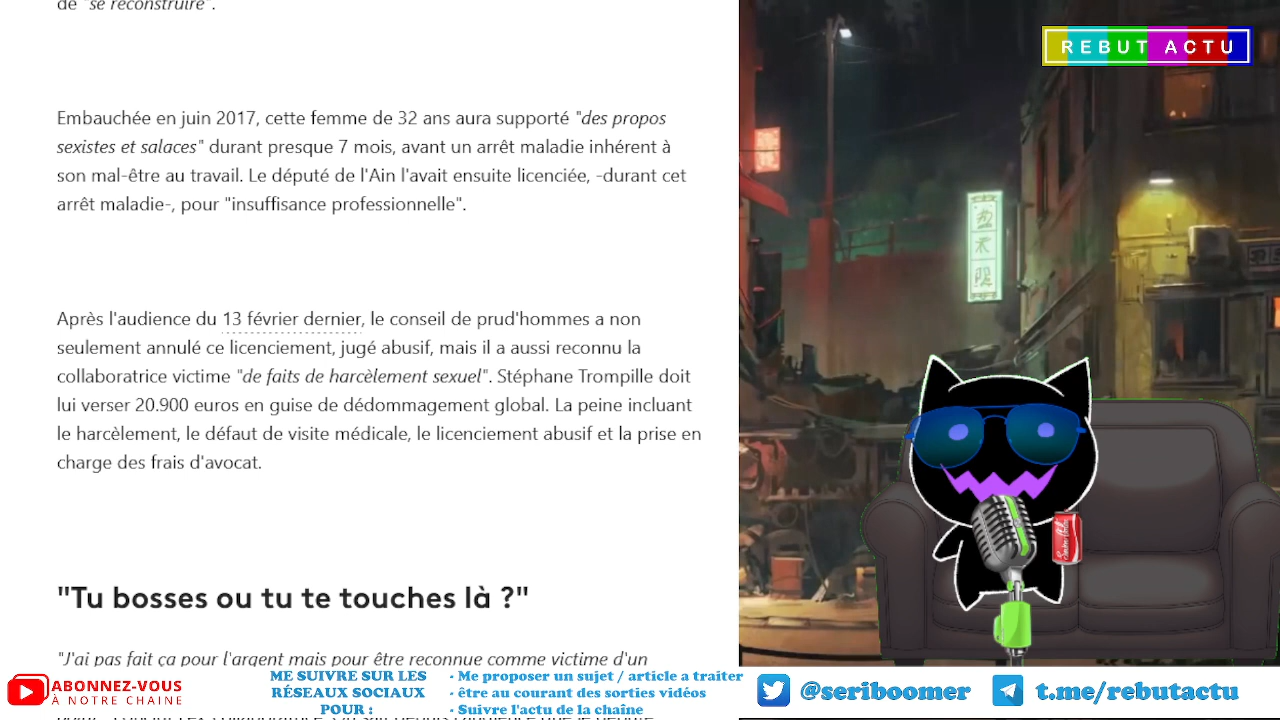 de "se reconstruire".
REBUT ACTU
Embauchée en juin 2017, cette femme de 32 ans aura supporté "des propos
sexistes et salaces" durant presque 7 mois, avant un arrêt maladie inhérent à
son mal-être au travail. Le député de l'Ain l'avait ensuite licenciée, -durant cet
arrêt maladie-, pour "insuffisance professionnelle".
Après l'audience du 13 février dernier, le conseil de prud'hommes a non
seulement annulé ce licenciement, jugé abusif, mais il a aussi reconnu la
collaboratrice victime "de faits de harcèlement sexuel". Stéphane Trompille doit
lui verser 20.900 euros en guise de dédommagement global. La peine incluant
le harcèlement, le défaut de visite médicale, le licenciement abusif et la prise en
charge des frais d'avocat.
"Tu bosses ou tu te touches là ?"
"J'ai pas fait ça pour l'argent mais pour être reconnue comme victime d'un
ABONNEZ-VOUS
À NOTRE CHAINE
ME SUIVRE SUR LES
RÉSEAUX SOCIAUX
POUR :
- Me proposer un sujet / article a traiter
- être au courant des sorties vidéos
- Suivre l'actu de la chaîne
@seriboomer
t.me/rebutactu